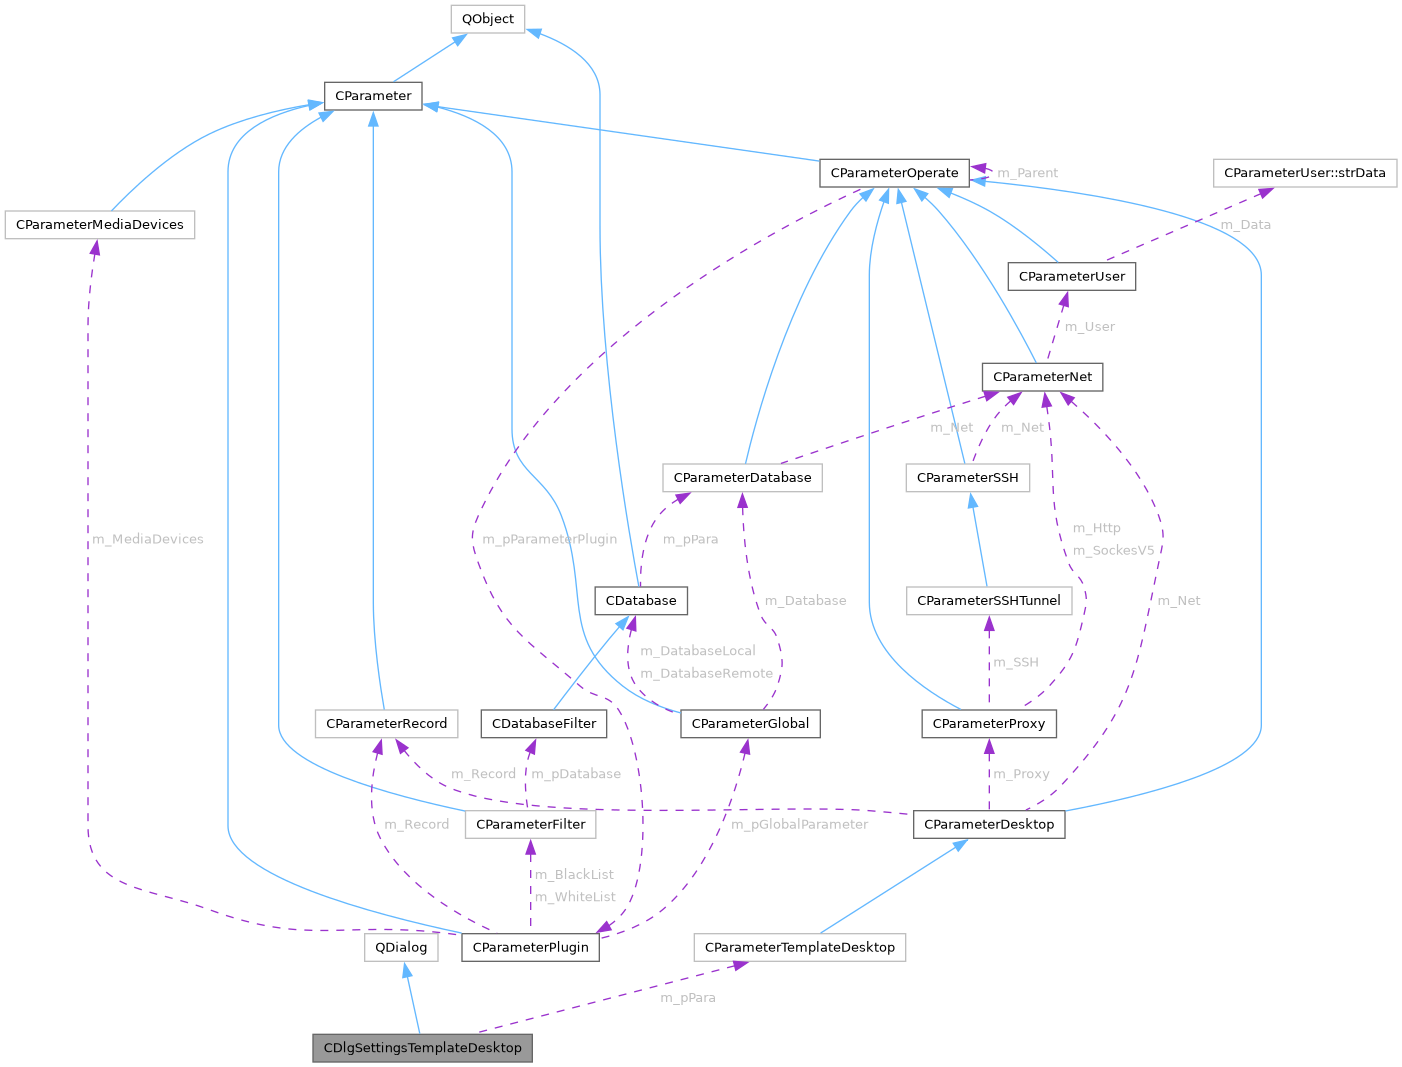 QObject
CParameter
CParameterOperate
m_Parent
CParameterUser::strData
CParameterMediaDevices
m_Data
CParameterUser
m_User
CParameterNet
m_Net
m_Net
CParameterDatabase
CParameterSSH
m_Http
m_MediaDevices
m_pParameterPlugin
m_pPara
m_SockesV5
CDatabase
m_Database
CParameterSSHTunnel
m_Net
m_DatabaseLocal
m_SSH
m_DatabaseRemote
CParameterRecord
CDatabaseFilter
CParameterGlobal
CParameterProxy
m_Record
m_pDatabase
m_Proxy
m_Record
CParameterFilter
m_pGlobalParameter
CParameterDesktop
m_BlackList
m_WhiteList
QDialog
CParameterPlugin
CParameterTemplateDesktop
m_pPara
CDlgSettingsTemplateDesktop